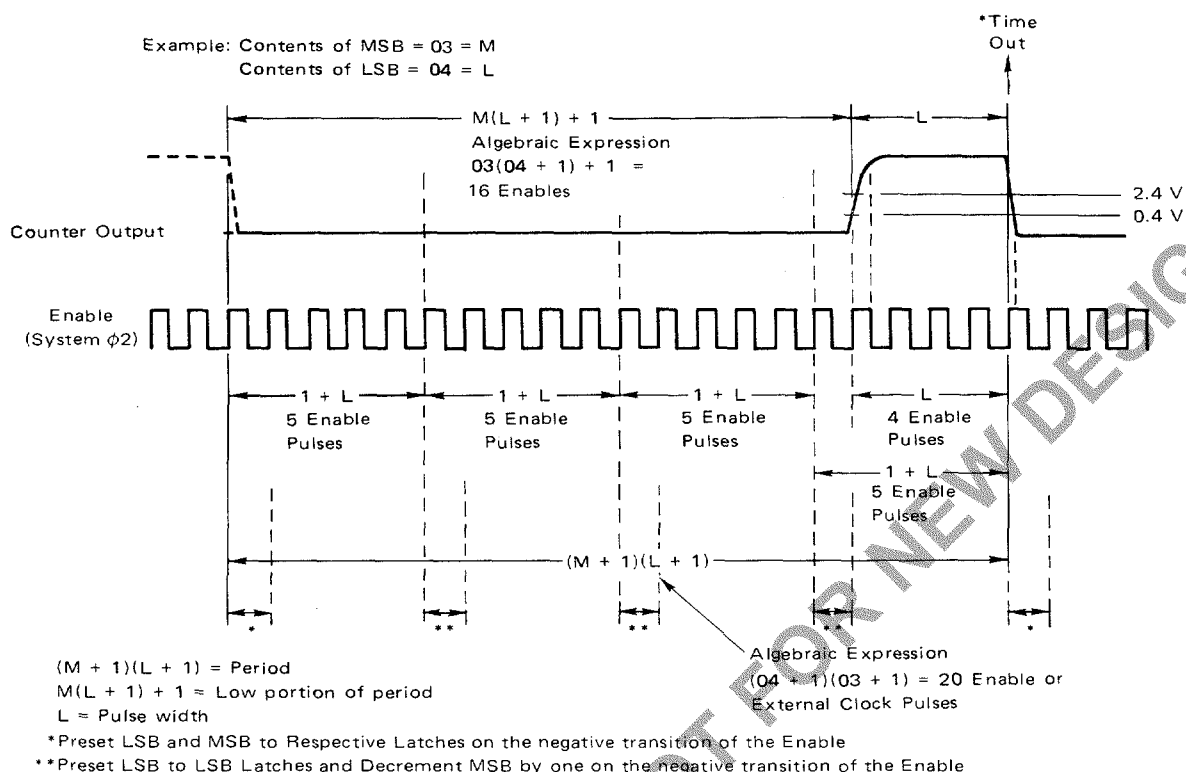 *Time
Out
Example: Contents of MSB = 03 = M
Contents of LSB = 04 = L
M(L + 1) + 1
L
Algebraic Expression
03(04 + 1) + 1 =
16 Enables
2.4 V
0.4 V
Counter Output
Enable
(System ϕ2)
1 + L
5 Enable
Pulses
1 + L
5 Enable
Pulses
1 + L
5 Enable
Pulses
L
4 Enable
Pulses
1 + L
5 Enable
Pulses
(M + 1)(L + 1)
*
**
**
**
*
Algebraic Expression
(04 + 1)(03 + 1) = 20 Enable or
External Clock Pulses
(M + 1)(L + 1) = Period
M(L + 1) + 1 = Low portion of period
L = Pulse width
*Preset LSB and MSB to Respective Latches on the negative transition of the Enable
**Preset LSB to LSB Latches and Decrement MSB by one on the negative transition of the Enable
FOR NEW